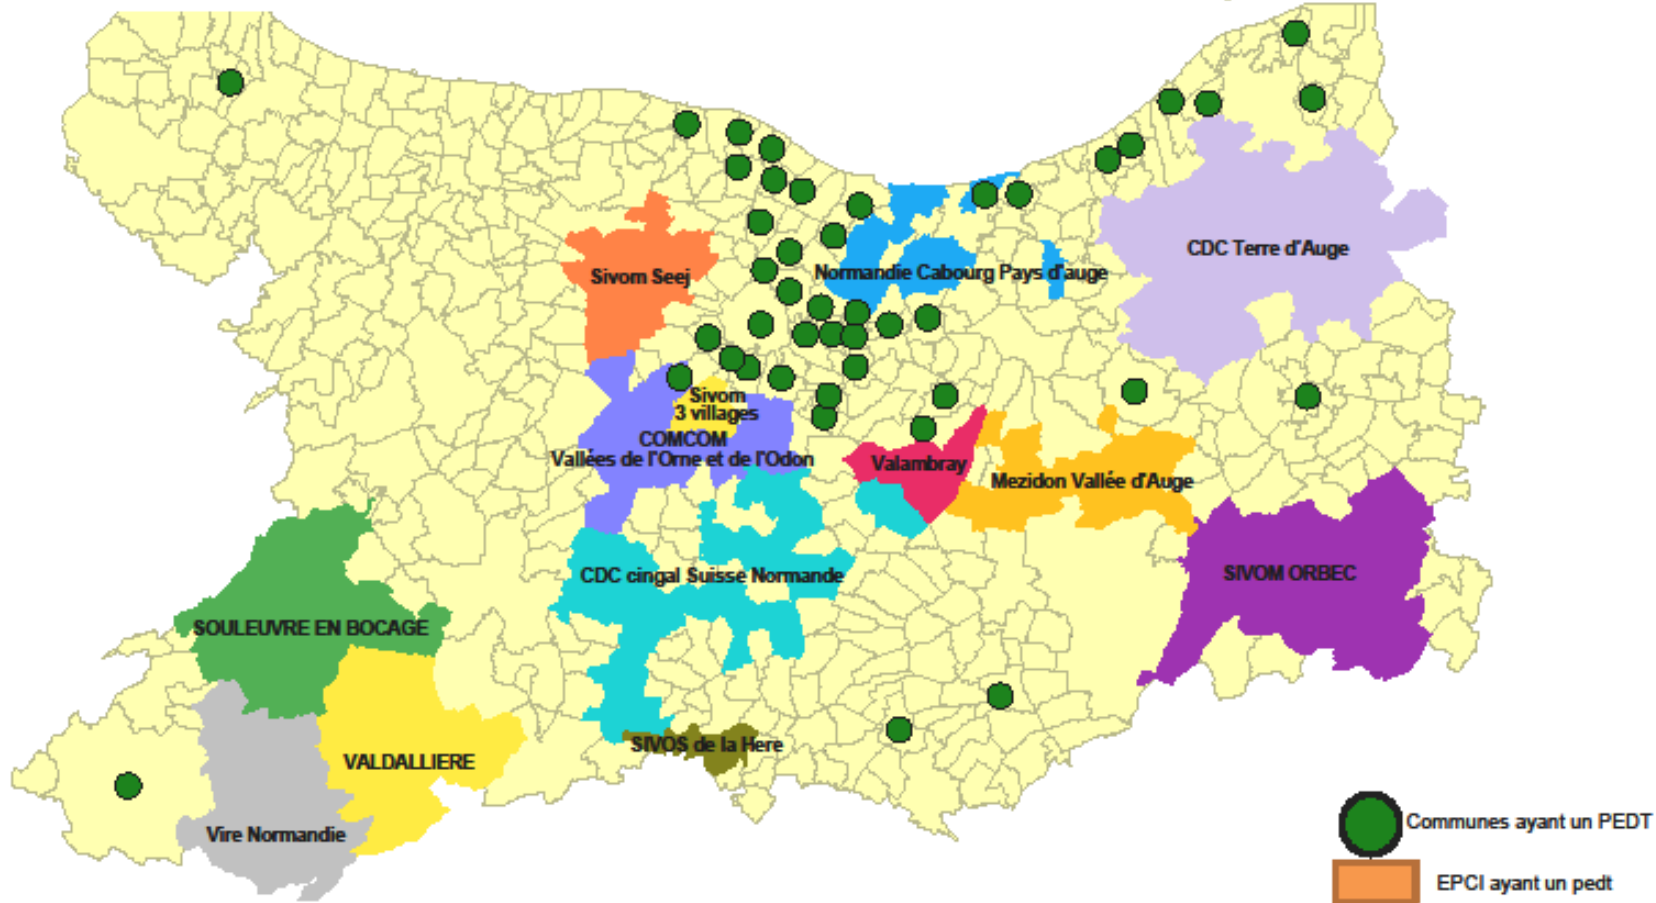 CDC Terre d'Auge
Sivom Seej
Normandie Cabourg Pays d'auge
Sivom
3 villages
COMCOM
Vallées de l'Orne et de l'Odon
Valambray
Mezidon Vallée d'Auge
CDC cingal Suisse Normande
SIVOM ORBEC
SOULEUVRE EN BOCAGE
SIVOS de la Here
VALDALLIERE
Vire Normandie
Communes ayant un PEDT
EPCI ayant un pedt